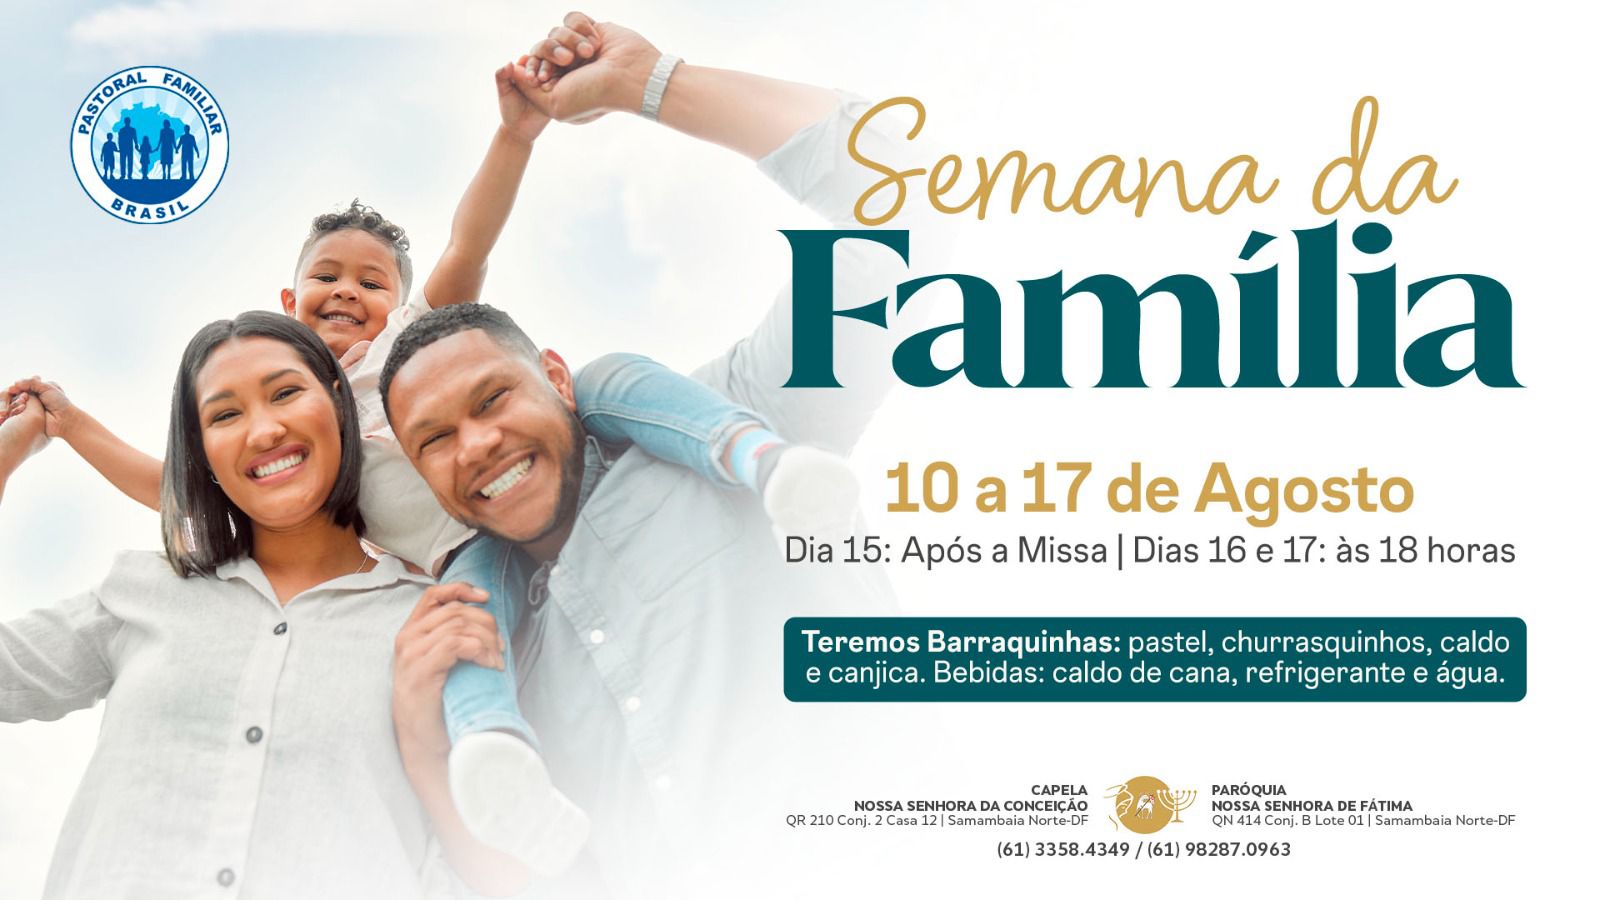 PASTORAL FAMILIAR
BRASIL
Semana da
Família
10 a 17 de Agosto
Dia 15: Após a Missa | Dias 16 e 17: às 18 horas
Teremos Barraquinhas: pastel, churrasquinhos, caldo
e canjica. Bebidas: caldo de cana, refrigerante e água.
CAPELA
NOSSA SENHORA DA CONCEIÇÃO
QR 210 Conj. 2 Casa 12 | Samambaia Norte-DF
PARÓQUIA
NOSSA SENHORA DE FÁTIMA
QN 414 Conj. B Lote 01 | Samambaia Norte-DF
(61) 3358.4349 / (61) 98287.0963